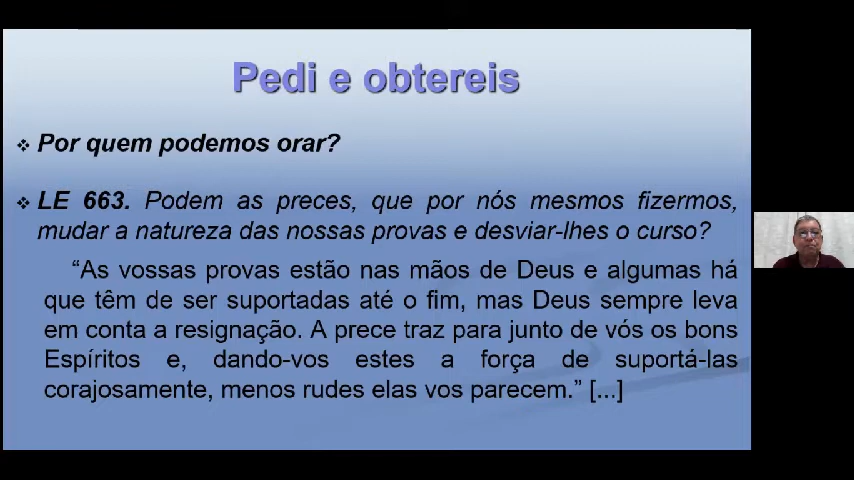 Pedi e obtereis
❖ Por quem podemos orar?
❖ LE 663. Podem as preces, que por nós mesmos fizermos,
mudar a natureza das nossas provas e desviar-lhes o curso?
“As vossas provas estão nas mãos de Deus e algumas há
que têm de ser suportadas até o fim, mas Deus sempre leva
em conta a resignação. A prece traz para junto de vós os bons
Espíritos e, dando-vos estes a força de suportá-las
corajosamente, menos rudes elas vos parecem.” [...]